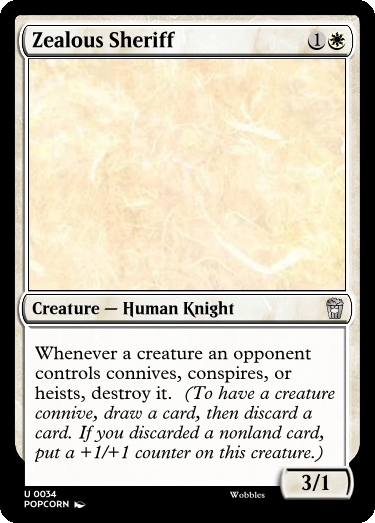 Zealous Sheriff 1
Creature — Human Knight
Whenever a creature an opponent
controls connives, conspires, or
heists, destroy it. (To have a creature
connive, draw a card, then discard a
card. If you discarded a nonland card,
put a +1/+1 counter on this creature.)
3/1
U 0034
POPCORN
Wobbles